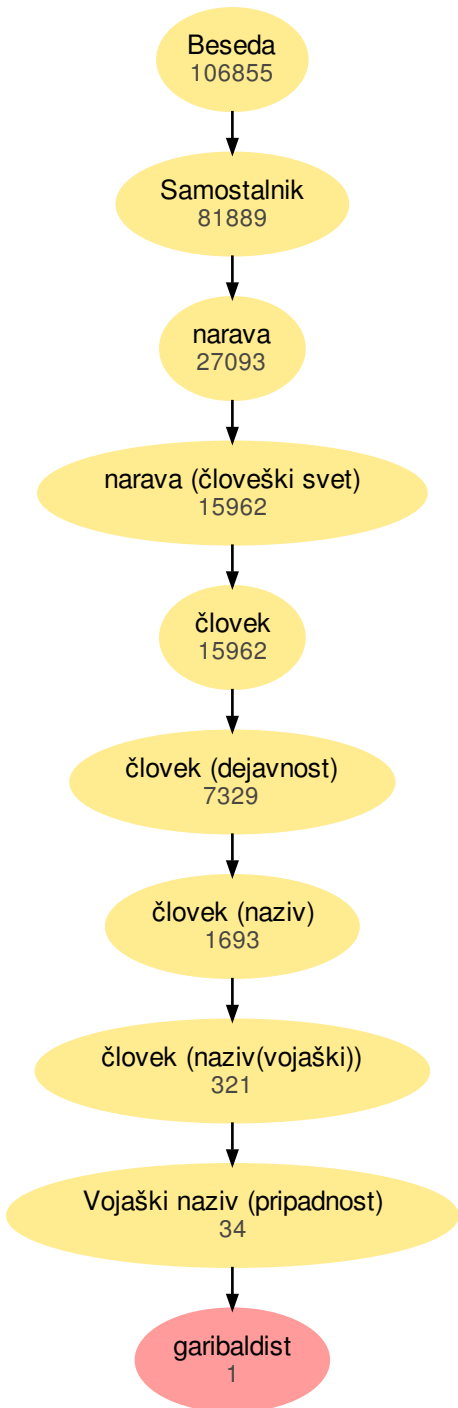 Beseda
106855
Samostalnik
81889
narava
27093
narava (človeški svet)
15962
človek
15962
človek (dejavnost)
7329
človek (naziv)
1693
človek (naziv(vojaški))
321
Vojaški naziv (pripadnost)
34
garibaldist
1